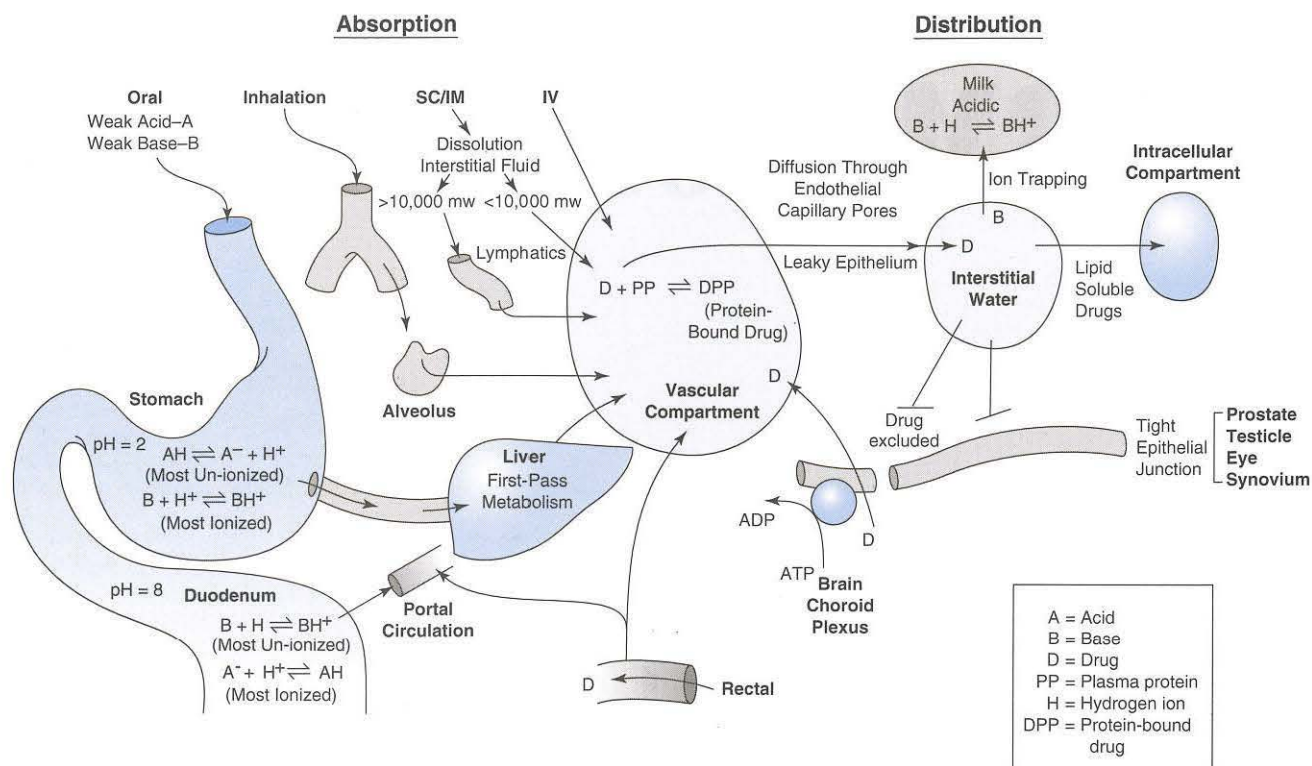 Absorption
Distribution
Oral
Weak Acid–A
Weak Base–B
Inhalation
SC/IM
Dissolution
Interstitial Fluid
>10,000 mw
<10,000 mw
Lymphatics
IV
Alveolus
D + PP ⇌ DPP
(Protein-
Bound Drug)
D
Vascular
Compartment
Stomach
pH = 2
AH ⇌ A⁻ + H⁺
(Most Un-ionized)
B + H⁺ ⇌ BH⁺
(Most Ionized)
Liver
First-Pass
Metabolism
pH = 8
Duodenum
B + H ⇌ BH⁺
(Most Un-ionized)
A⁻ + H⁺ ⇌ AH
(Most Ionized)
Portal
Circulation
D
Rectal
Milk
Acidic
B + H ⇌ BH⁺
Ion Trapping
Diffusion Through
Endothelial
Capillary Pores
Leaky Epithelium
B
D
Interstitial
Water
Lipid
Soluble
Drugs
Intracellular
Compartment
Drug
excluded
Tight
Epithelial
Junction
Prostate
Testicle
Eye
Synovium
ADP
ATP
D
Brain
Choroid
Plexus
A = Acid
B = Base
D = Drug
PP = Plasma protein
H = Hydrogen ion
DPP = Protein-bound
drug